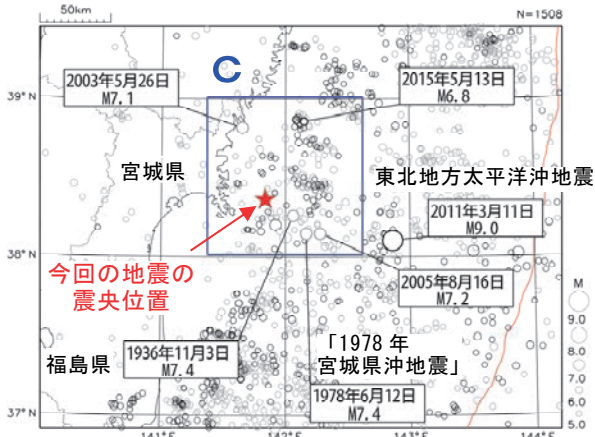 50km
N=1508
C
2003年5月26日
M7.1
2015年5月13日
M6.8
39°N
宮城県
東北地方太平洋沖地震
2011年3月11日
M9.0
38°N
今回の地震の
震央位置
2005年8月16日
M7.2
M
9.0
8.0
7.0
6.0
5.0
福島県
1936年11月3日
M7.4
「1978 年
宮城県沖地震」
1978年6月12日
M7.4
37°N
141°E
142°E
143°E
144°E